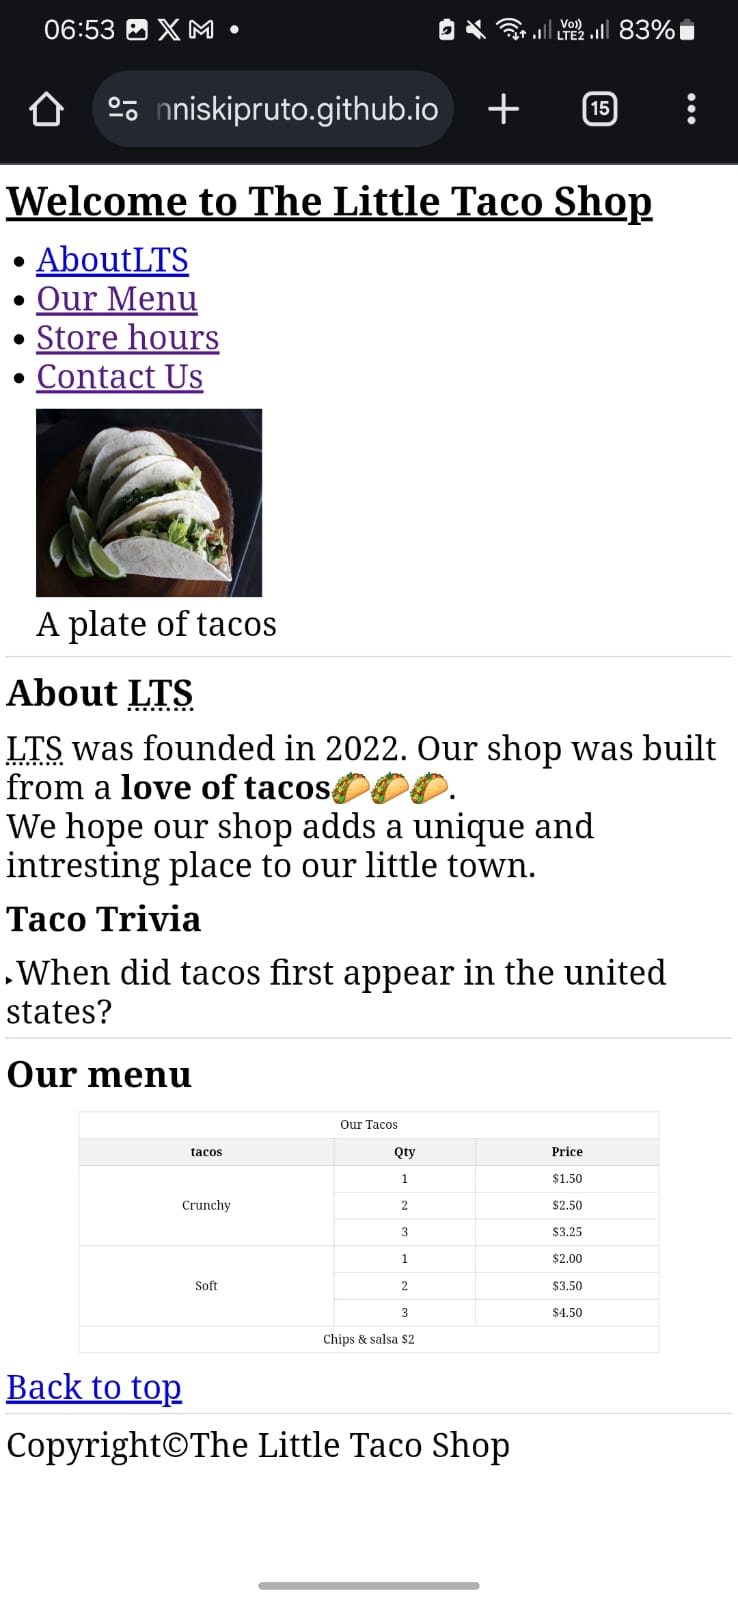 06:53 83%
Vo))
LTE2
nniskipruto.github.io 15
Welcome to The Little Taco Shop
AboutLTS
Our Menu
Store hours
Contact Us
A plate of tacos
About LTS
LTS was founded in 2022. Our shop was built
from a love of tacos🌮🌮🌮.
We hope our shop adds a unique and
intresting place to our little town.
Taco Trivia
When did tacos first appear in the united
states?
Our menu
Our Tacos
tacos Qty Price
1 $1.50
Crunchy 2 $2.50
3 $3.25
1 $2.00
Soft 2 $3.50
3 $4.50
Chips & salsa $2
Back to top
Copyright©The Little Taco Shop